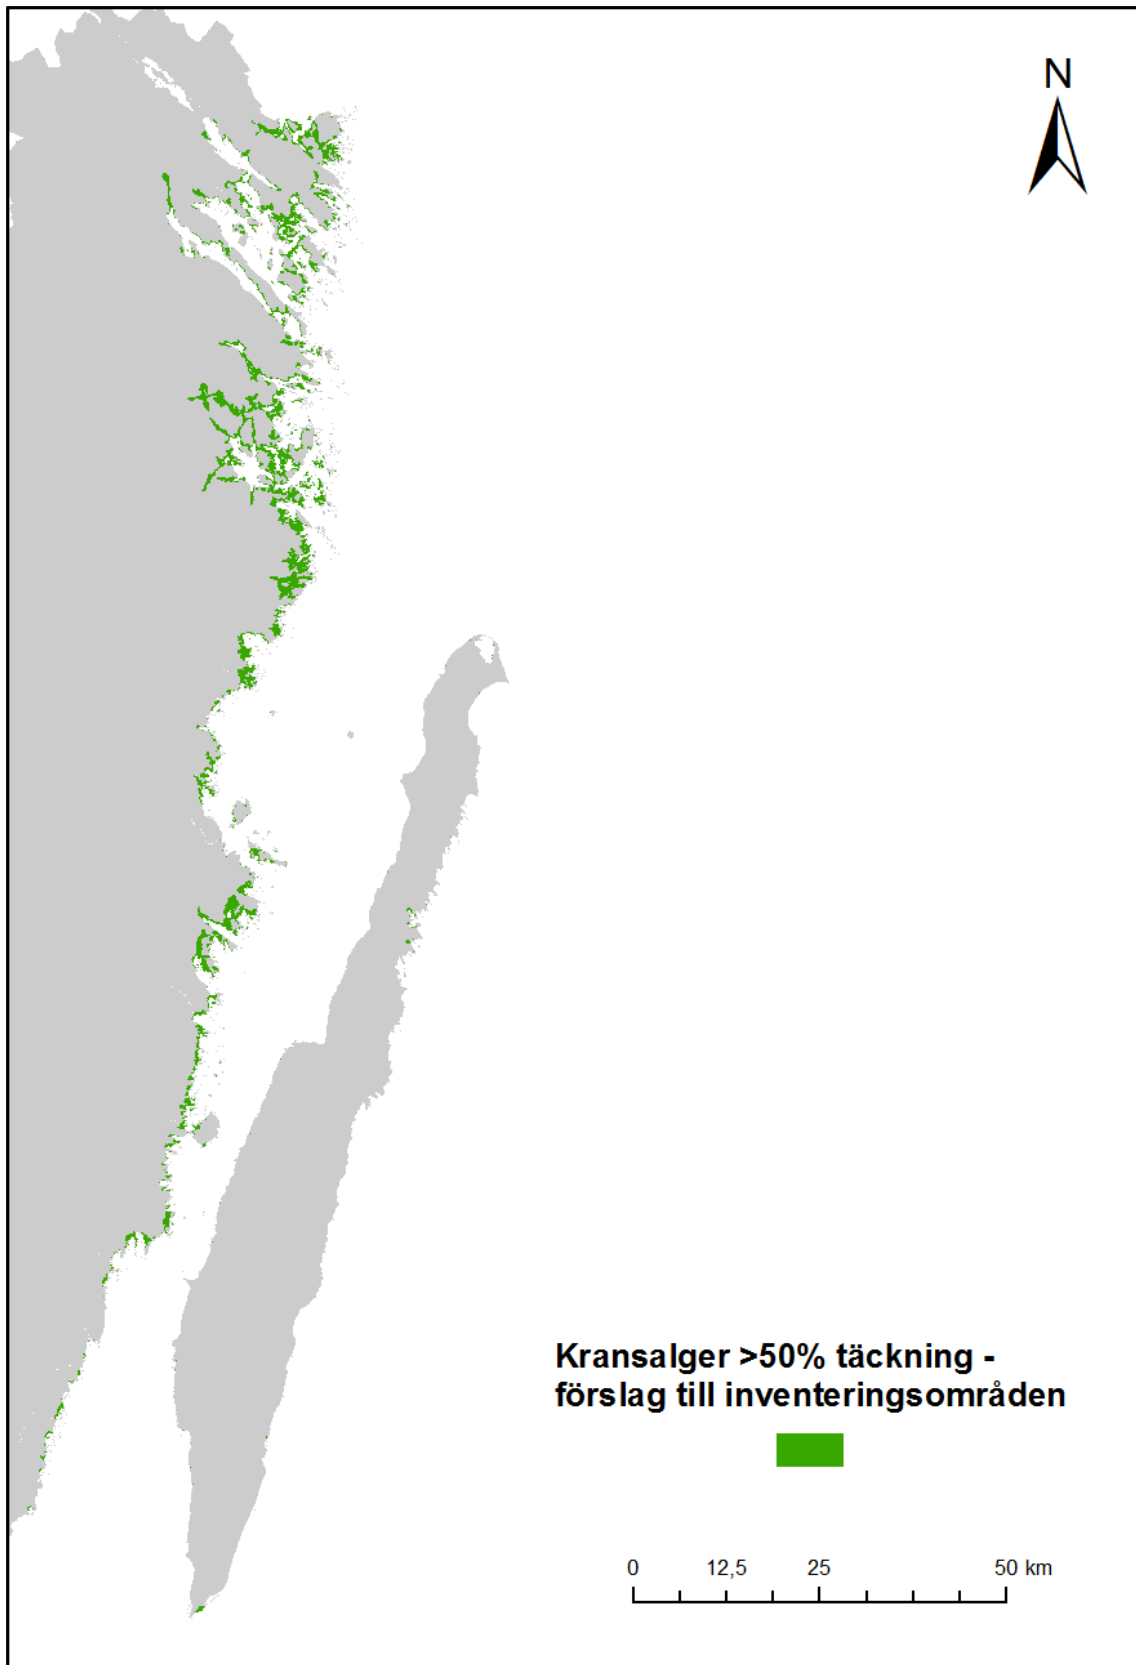 N
Kransalger >50% täckning -
förslag till inventeringsområden
0 12,5 25 50 km